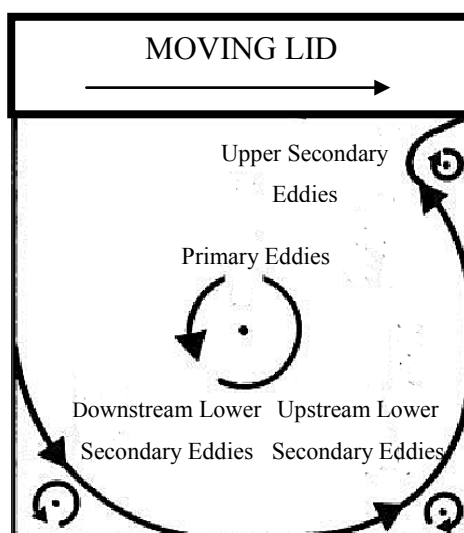 MOVING LID
Upper Secondary
Eddies
Primary Eddies
Downstream Lower
Secondary Eddies
Upstream Lower
Secondary Eddies